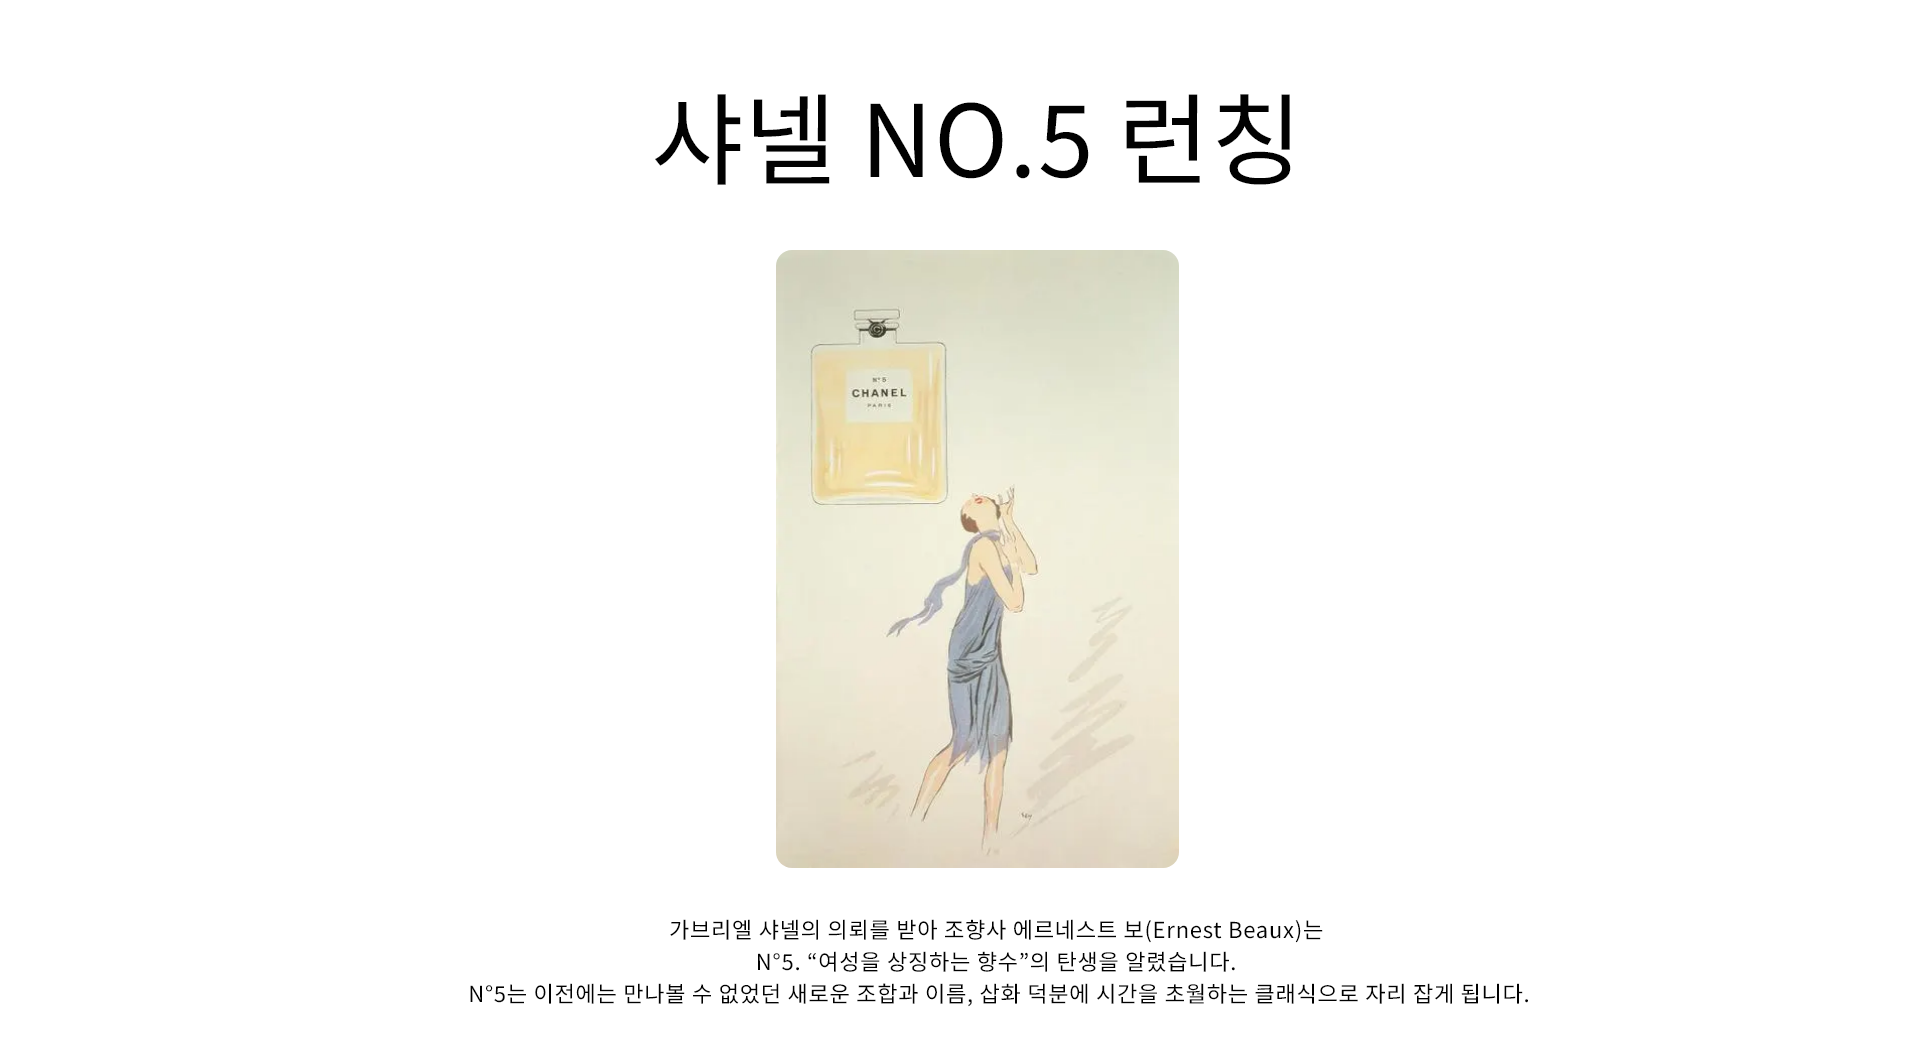 샤넬 NO.5 런칭
N°5
CHANEL
PARIS
가브리엘 샤넬의 의뢰를 받아 조향사 에르네스트 보(Ernest Beaux)는
N°5. “여성을 상징하는 향수”의 탄생을 알렸습니다.
N°5는 이전에는 만나볼 수 없었던 새로운 조합과 이름, 삽화 덕분에 시간을 초월하는 클래식으로 자리 잡게 됩니다.